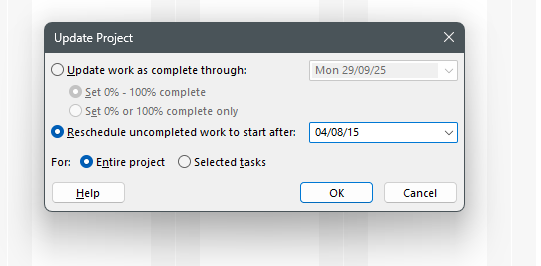 Update Project
Update work as complete through: Mon 29/09/25
Set 0% - 100% complete
Set 0% or 100% complete only
Reschedule uncompleted work to start after: 04/08/15
For: Entire project Selected tasks
Help OK Cancel